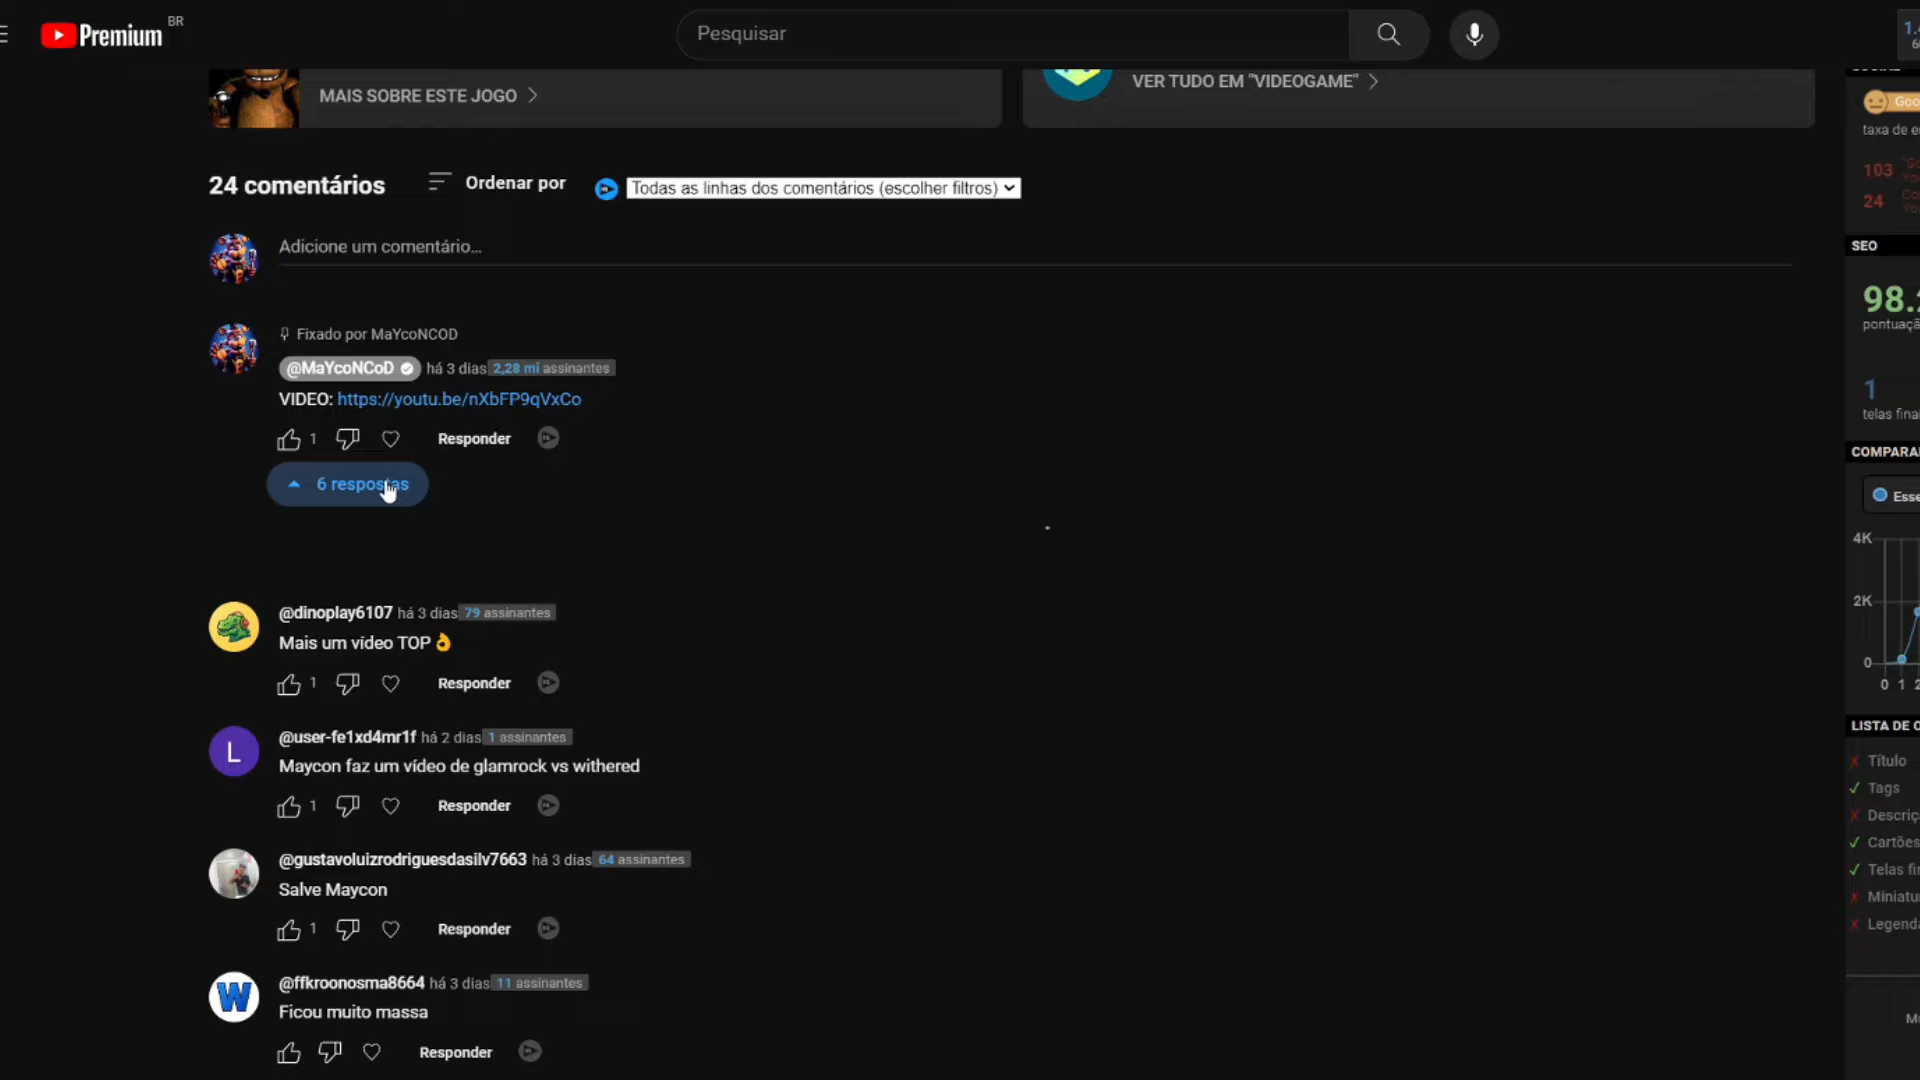 Premium BR
Pesquisar
MAIS SOBRE ESTE JOGO
VER TUDO EM "VIDEOGAME"
24 comentários
Ordenar por
Todas as linhas dos comentários (escolher filtros)
Adicione um comentário...
Fixado por MaYcoNCOD
@MaYcoNCoD há 3 dias 2,28 mi assinantes
VIDEO: https://youtu.be/nXbFP9qVxCo
1 Responder
6 respostas
@dinoplay6107 há 3 dias 79 assinantes
Mais um vídeo TOP👌
1 Responder
@user-fe1xd4mr1f há 2 dias 1 assinantes
Maycon faz um vídeo de glamrock vs withered
1 Responder
@gustavoluizrodriguesdasilv7663 há 3 dias 64 assinantes
Salve Maycon
1 Responder
L
W
@ffkroonosma8664 há 3 dias 11 assinantes
Ficou muito massa
Responder
Goo
taxa de e
103
24
SEO
98.
pontuaçã
1
telas fina
COMPARA
Esse
4K
2K
0
0 1 2
LISTA DE C
Título
Tags
Descriç
Cartões
Telas fi
Miniatu
Legend